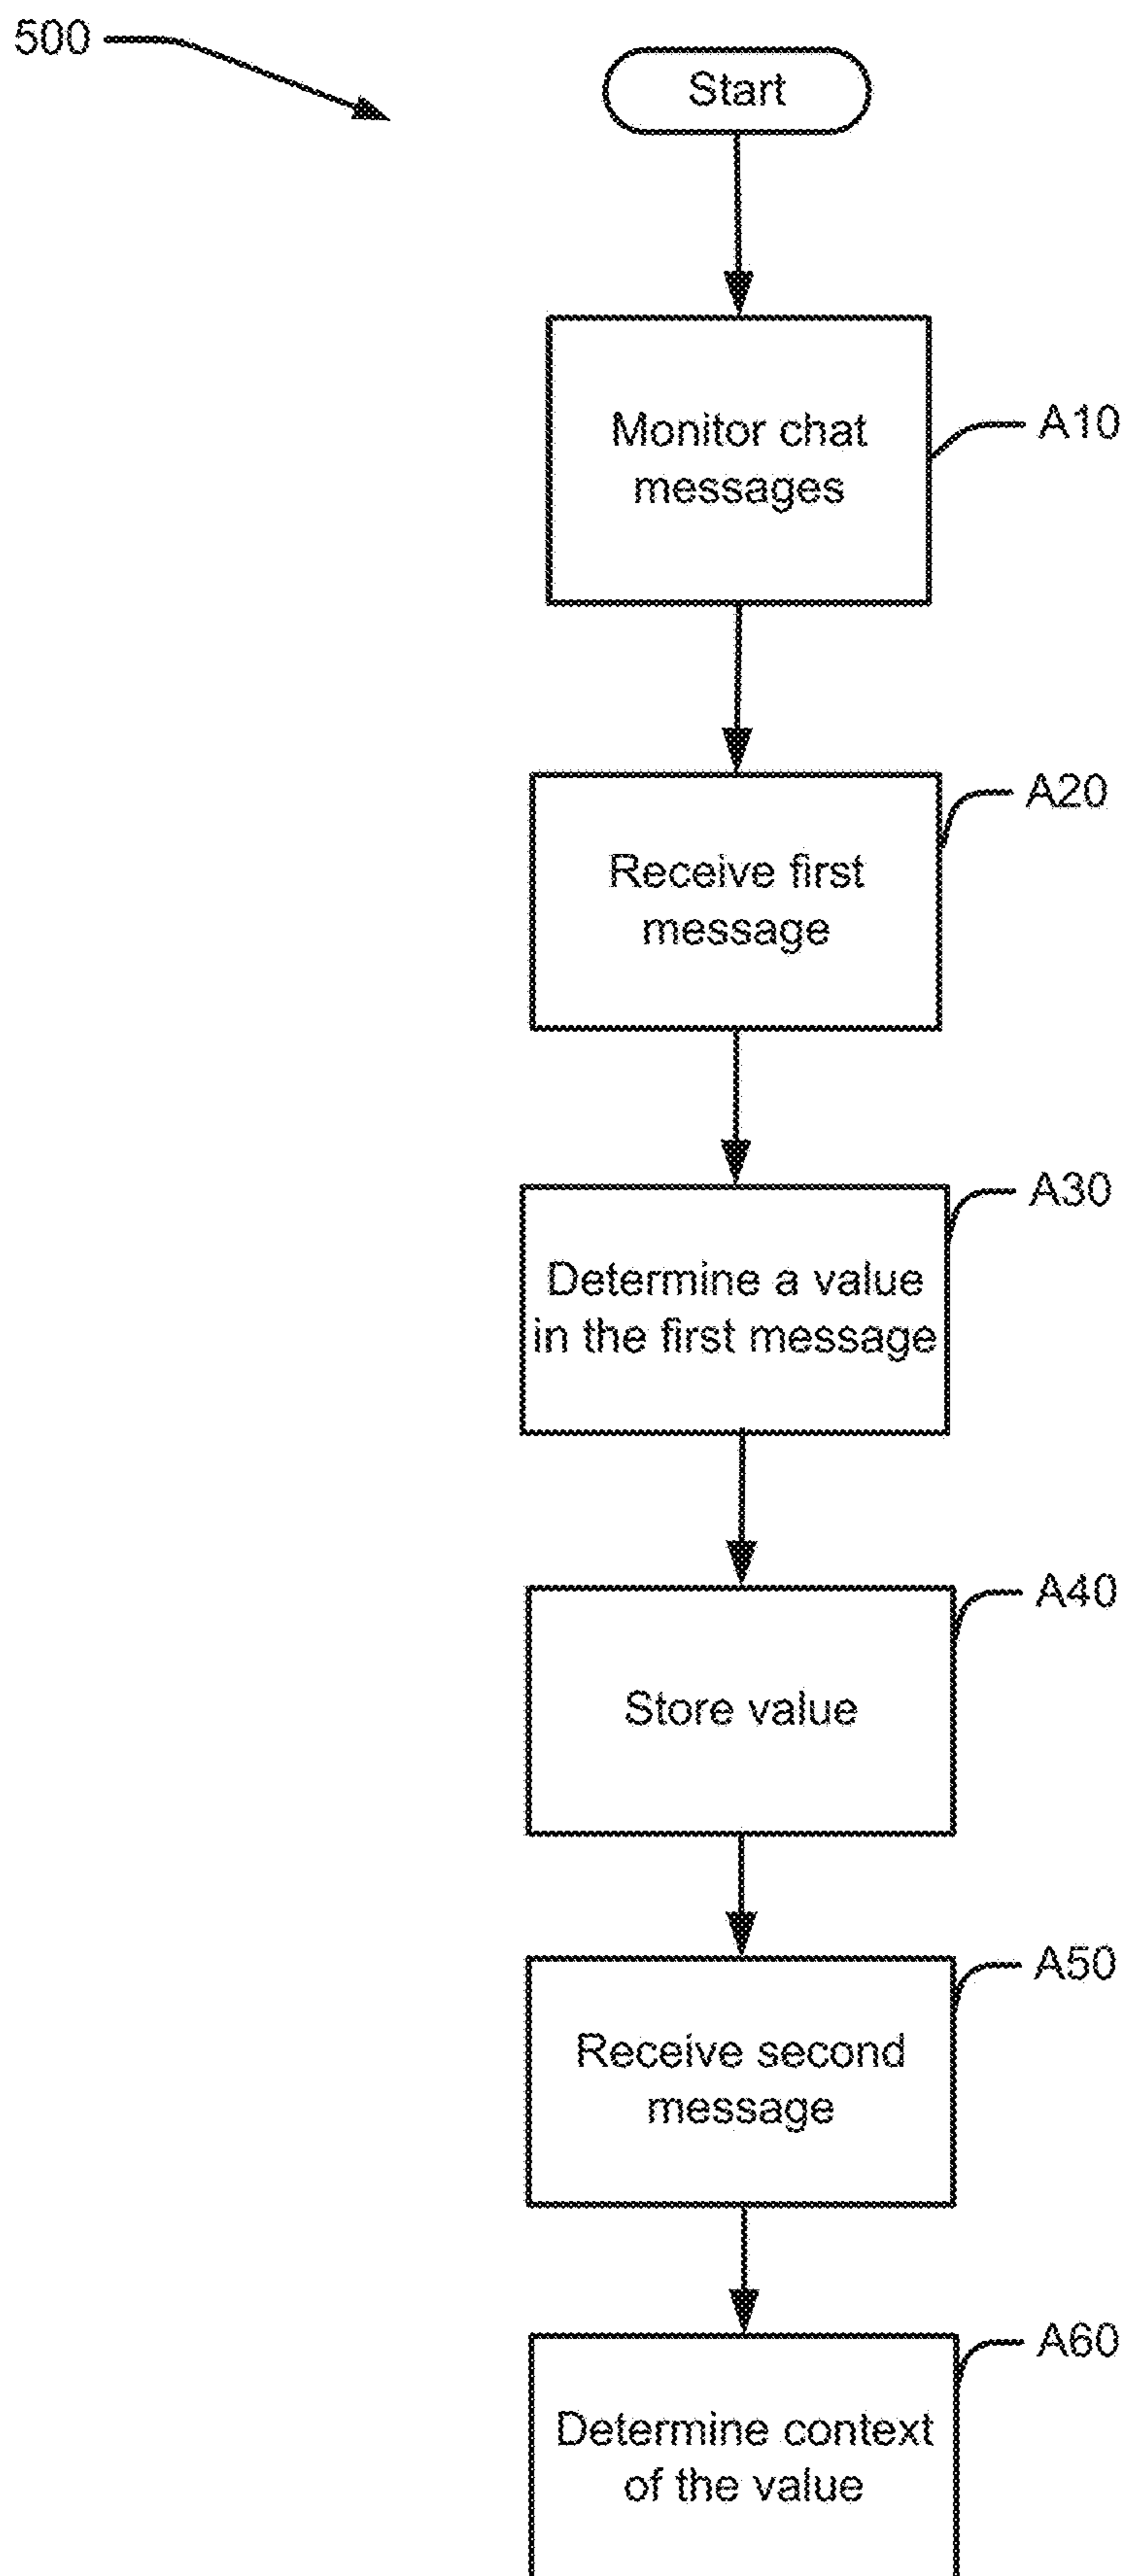 500
Start
Monitor chat
messages
A10
A20
Receive first
message
A30
Determine a value
in the first message
A40
Store value
A50
Receive second
message
A60
Determine context
of the value